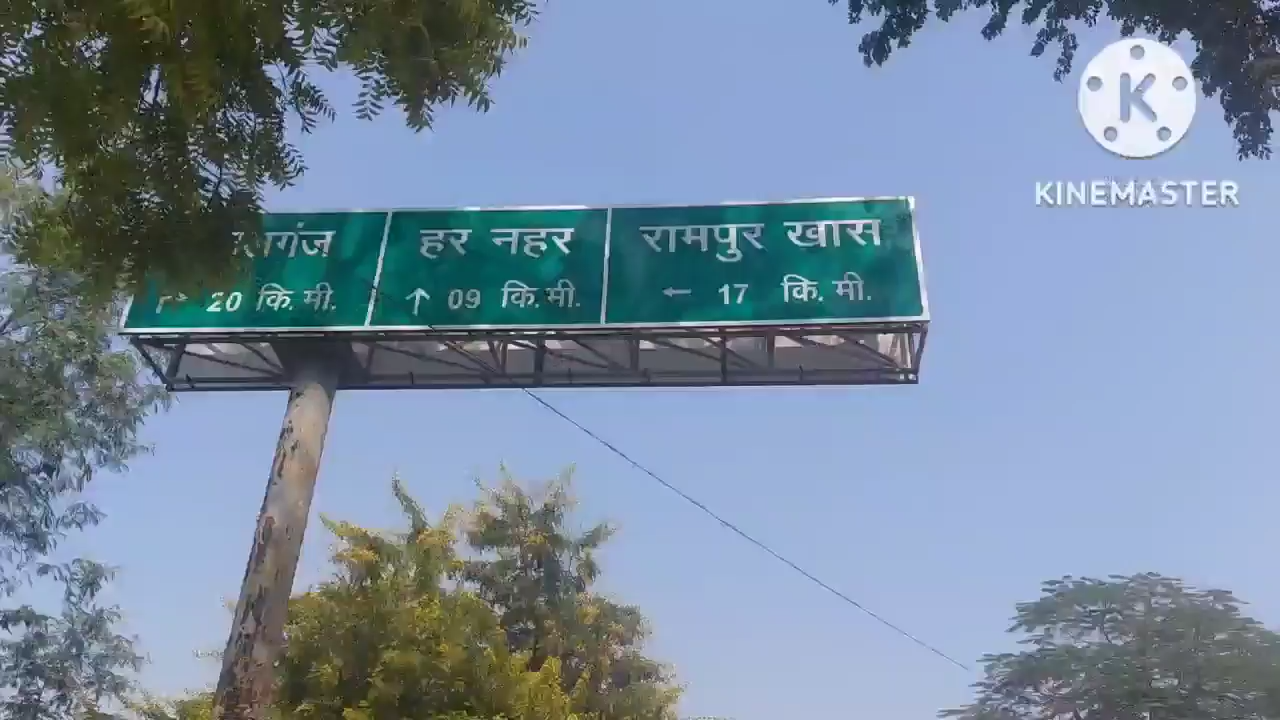 हर नहर
रामपुर खास
20 कि.मी.
↑ 09 कि.मी.
← 17 कि.मी.
K
KINEMASTER